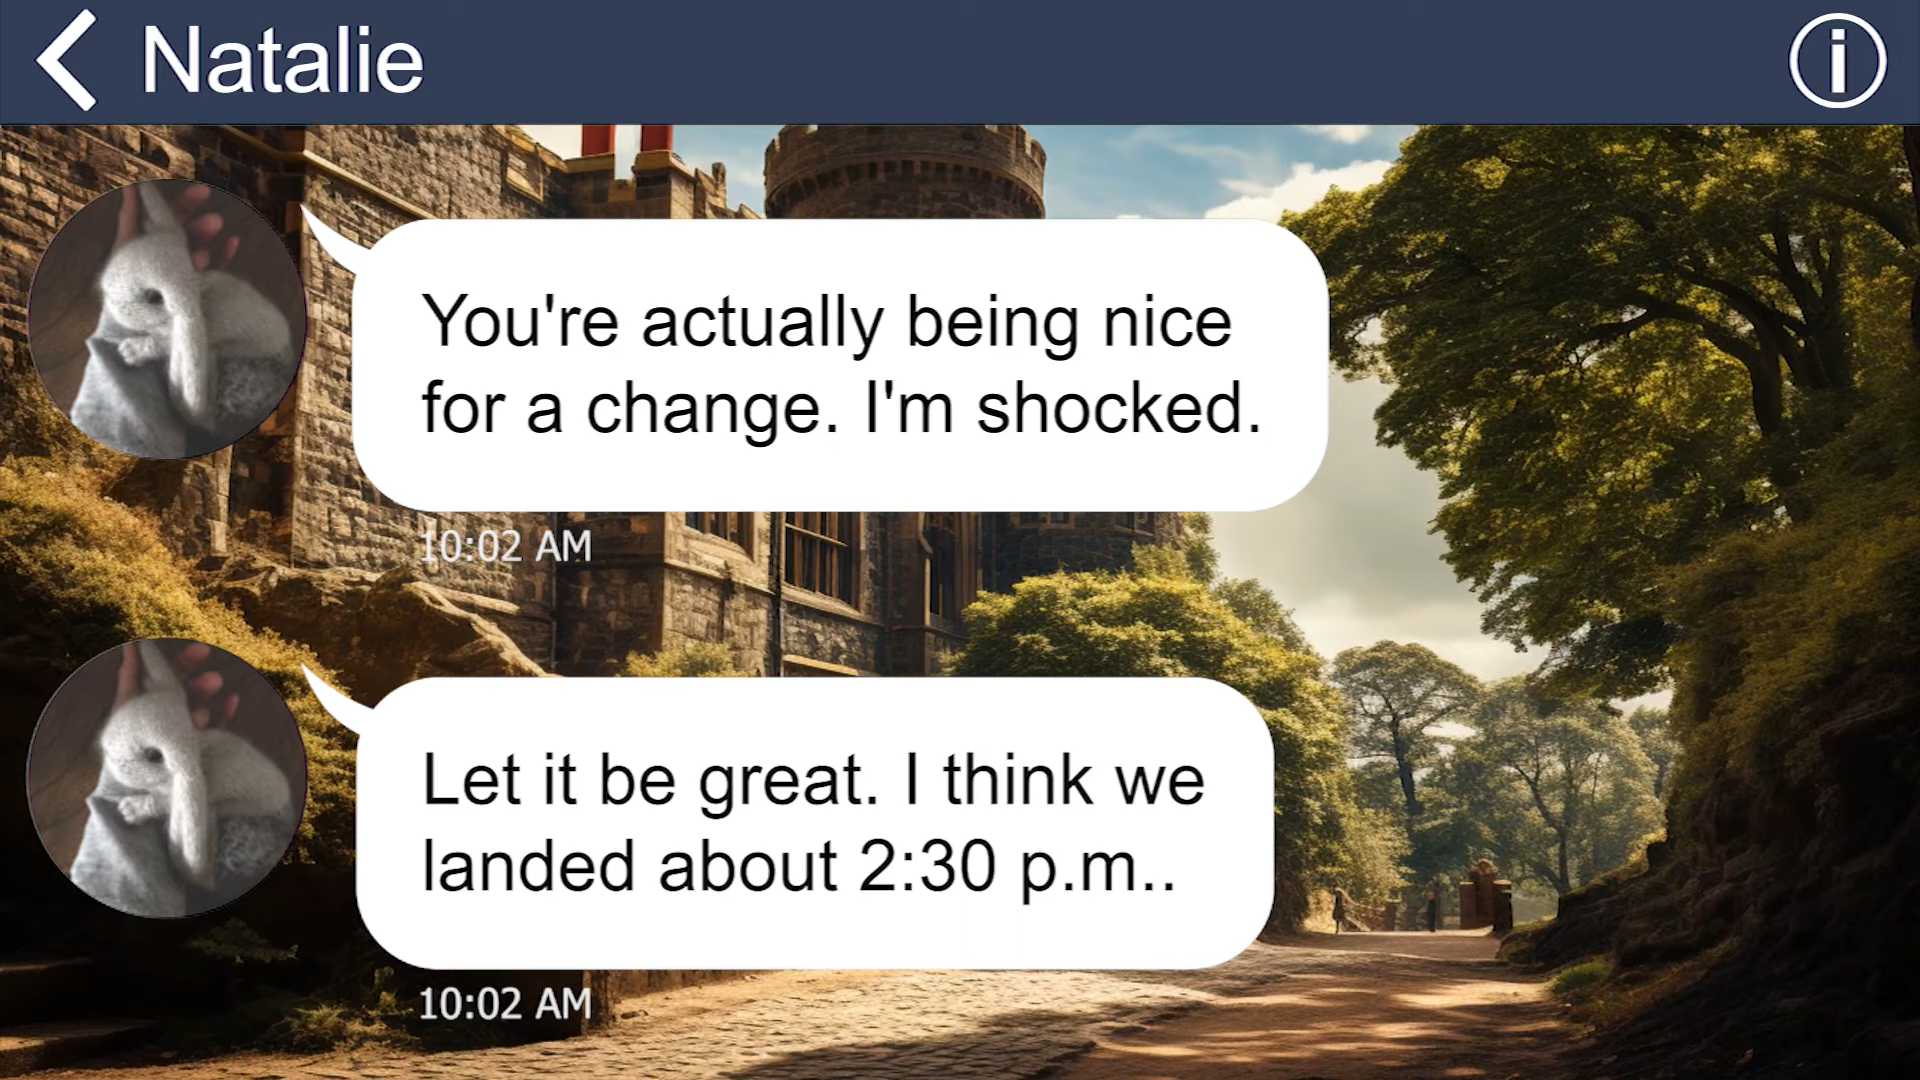 Natalie
You're actually being nice
for a change. I'm shocked.
10:02 AM
Let it be great. I think we
landed about 2:30 p.m..
10:02 AM